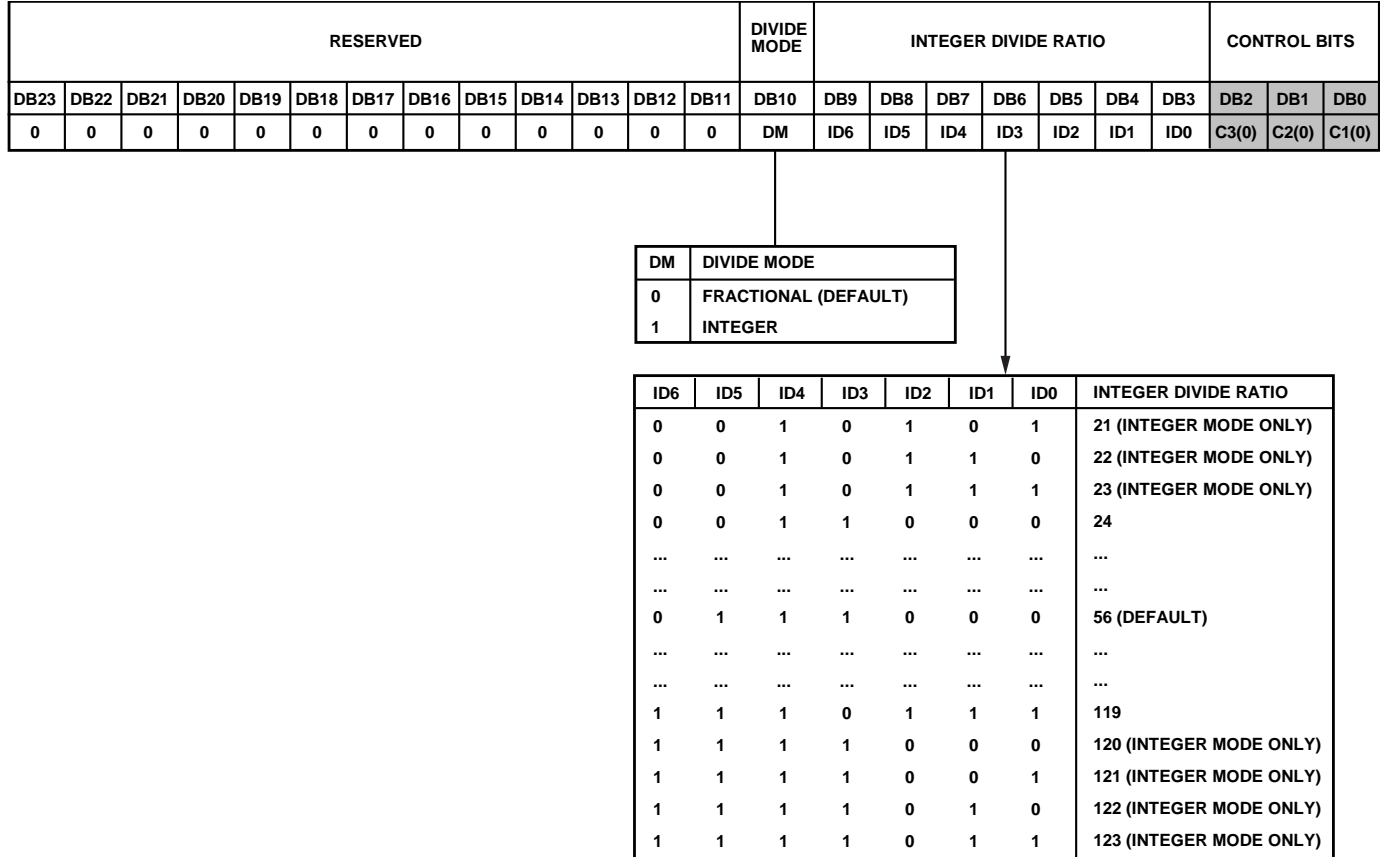 RESERVED DIVIDE MODE INTEGER DIVIDE RATIO CONTROL BITS
DB23 DB22 DB21 DB20 DB19 DB18 DB17 DB16 DB15 DB14 DB13 DB12 DB11 DB10 DB9 DB8 DB7 DB6 DB5 DB4 DB3 DB2 DB1 DB0
0 0 0 0 0 0 0 0 0 0 0 0 0 DM ID6 ID5 ID4 ID3 ID2 ID1 ID0 C3(0) C2(0) C1(0)
DM DIVIDE MODE
0 FRACTIONAL (DEFAULT)
1 INTEGER
ID6 ID5 ID4 ID3 ID2 ID1 ID0 INTEGER DIVIDE RATIO
0 0 1 0 1 0 1 21 (INTEGER MODE ONLY)
0 0 1 0 1 1 0 22 (INTEGER MODE ONLY)
0 0 1 0 1 1 1 23 (INTEGER MODE ONLY)
0 0 1 1 0 0 0 24
... ... ... ... ... ... ... ...
... ... ... ... ... ... ... ...
0 1 1 1 0 0 0 56 (DEFAULT)
... ... ... ... ... ... ... ...
... ... ... ... ... ... ... ...
1 1 1 0 1 1 1 119
1 1 1 1 0 0 0 120 (INTEGER MODE ONLY)
1 1 1 1 0 0 1 121 (INTEGER MODE ONLY)
1 1 1 1 0 1 0 122 (INTEGER MODE ONLY)
1 1 1 1 0 1 1 123 (INTEGER MODE ONLY)